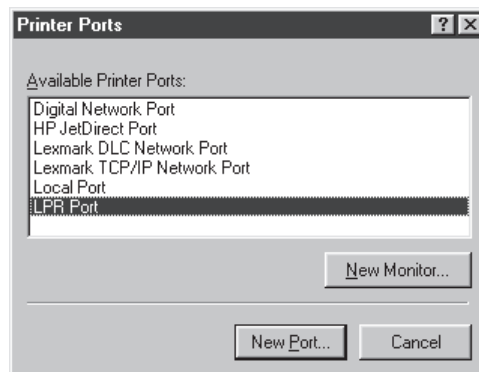 Printer Ports
Available Printer Ports:
Digital Network Port
HP JetDirect Port
Lexmark DLC Network Port
Lexmark TCP/IP Network Port
Local Port
LPR Port
New Monitor...
New Port...
Cancel